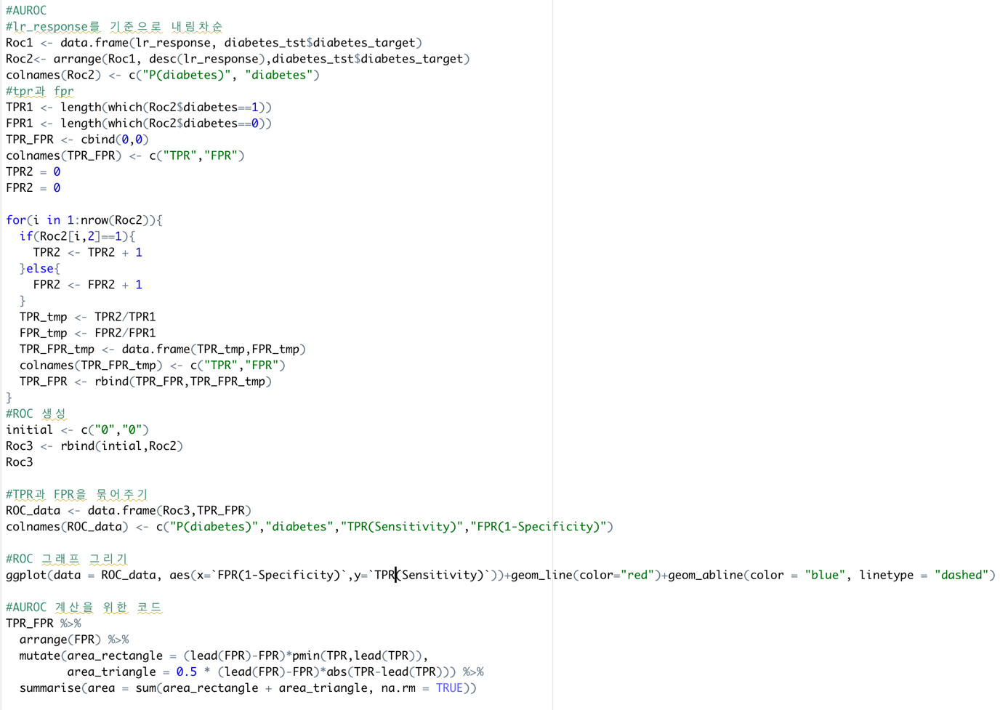 #AUROC
#lr_response를 기준으로 내림차순
Roc1 <- data.frame(lr_response, diabetes_tst$diabetes_target)
Roc2<- arrange(Roc1, desc(lr_response),diabetes_tst$diabetes_target)
colnames(Roc2) <- c("P(diabetes)", "diabetes")
#tpr과 fpr
TPR1 <- length(which(Roc2$diabetes==1))
FPR1 <- length(which(Roc2$diabetes==0))
TPR_FPR <- cbind(0,0)
colnames(TPR_FPR) <- c("TPR","FPR")
TPR2 = 0
FPR2 = 0
for(i in 1:nrow(Roc2)){
  if(Roc2[i,2]==1){
    TPR2 <- TPR2 + 1
  }else{
    FPR2 <- FPR2 + 1
  }
  TPR_tmp <- TPR2/TPR1
  FPR_tmp <- FPR2/FPR1
  TPR_FPR_tmp <- data.frame(TPR_tmp,FPR_tmp)
  colnames(TPR_FPR_tmp) <- c("TPR","FPR")
  TPR_FPR <- rbind(TPR_FPR,TPR_FPR_tmp)
}
#ROC 생성
initial <- c("0","0")
Roc3 <- rbind(intial,Roc2)
Roc3
#TPR과 FPR을 묶어주기
ROC_data <- data.frame(Roc3,TPR_FPR)
colnames(ROC_data) <- c("P(diabetes)","diabetes","TPR(Sensitivity)","FPR(1-Specificity)")
#ROC 그래프 그리기
ggplot(data = ROC_data, aes(x=`FPR(1-Specificity)`,y=`TPR(Sensitivity)`))+geom_line(color="red")+geom_abline(color = "blue", linetype = "dashed")
#AUROC 계산을 위한 코드
TPR_FPR %>%
  arrange(FPR) %>%
  mutate(area_rectangle = (lead(FPR)-FPR)*pmin(TPR,lead(TPR)),
         area_triangle = 0.5 * (lead(FPR)-FPR)*abs(TPR-lead(TPR))) %>%
  summarise(area = sum(area_rectangle + area_triangle, na.rm = TRUE))